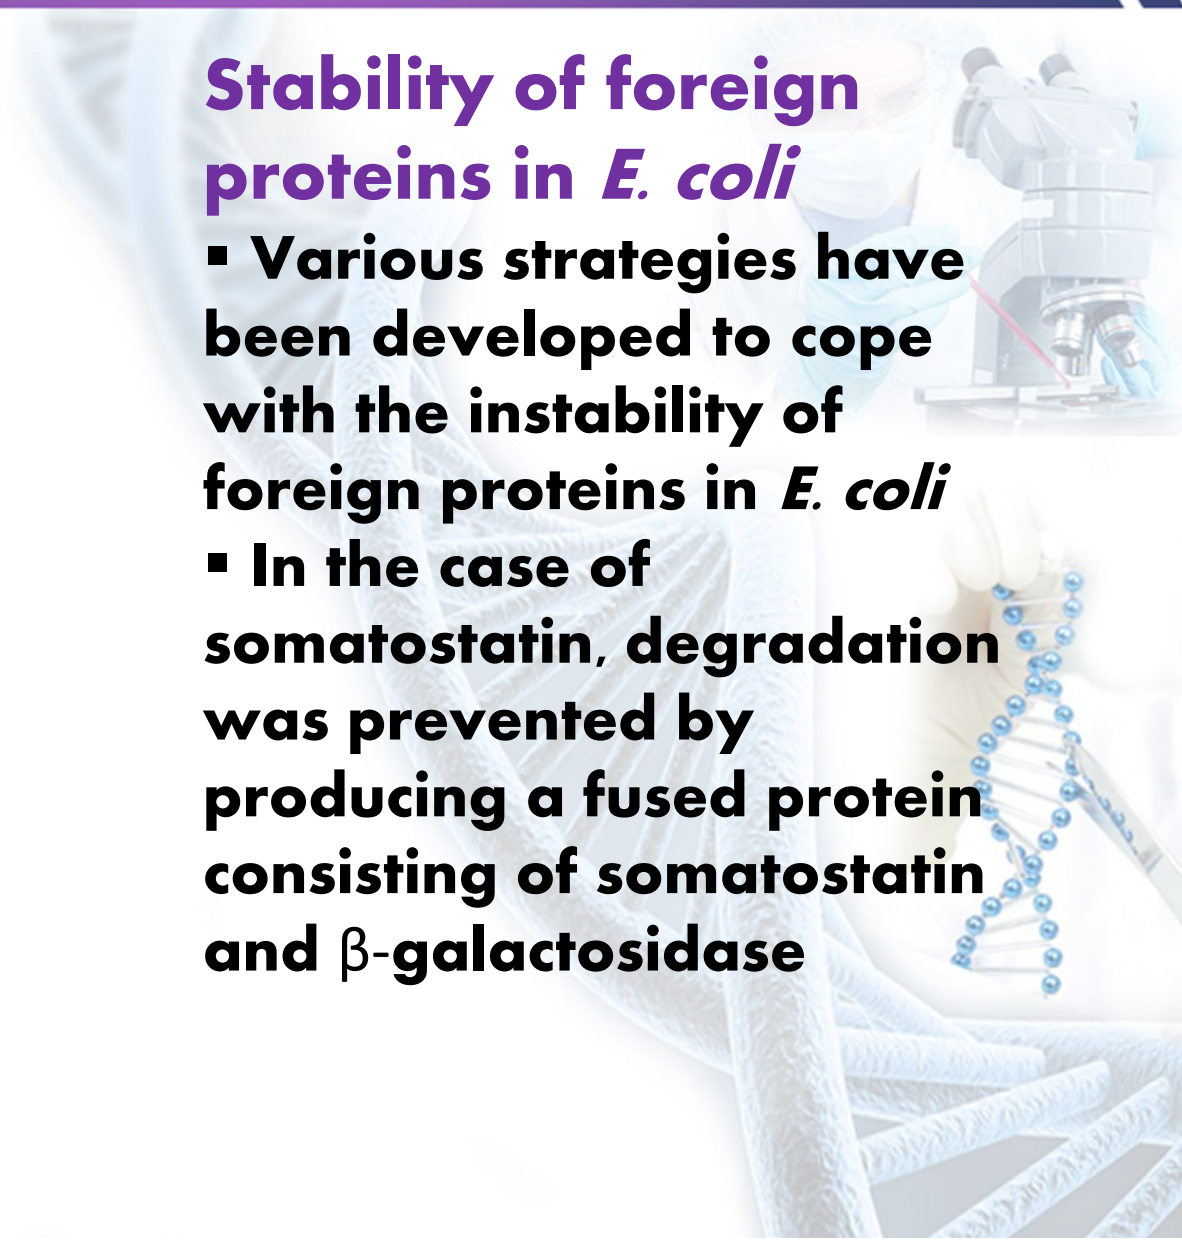 Stability of foreign
proteins in E. coli
▪ Various strategies have
been developed to cope
with the instability of
foreign proteins in E. coli
▪ In the case of
somatostatin, degradation
was prevented by
producing a fused protein
consisting of somatostatin
and β-galactosidase